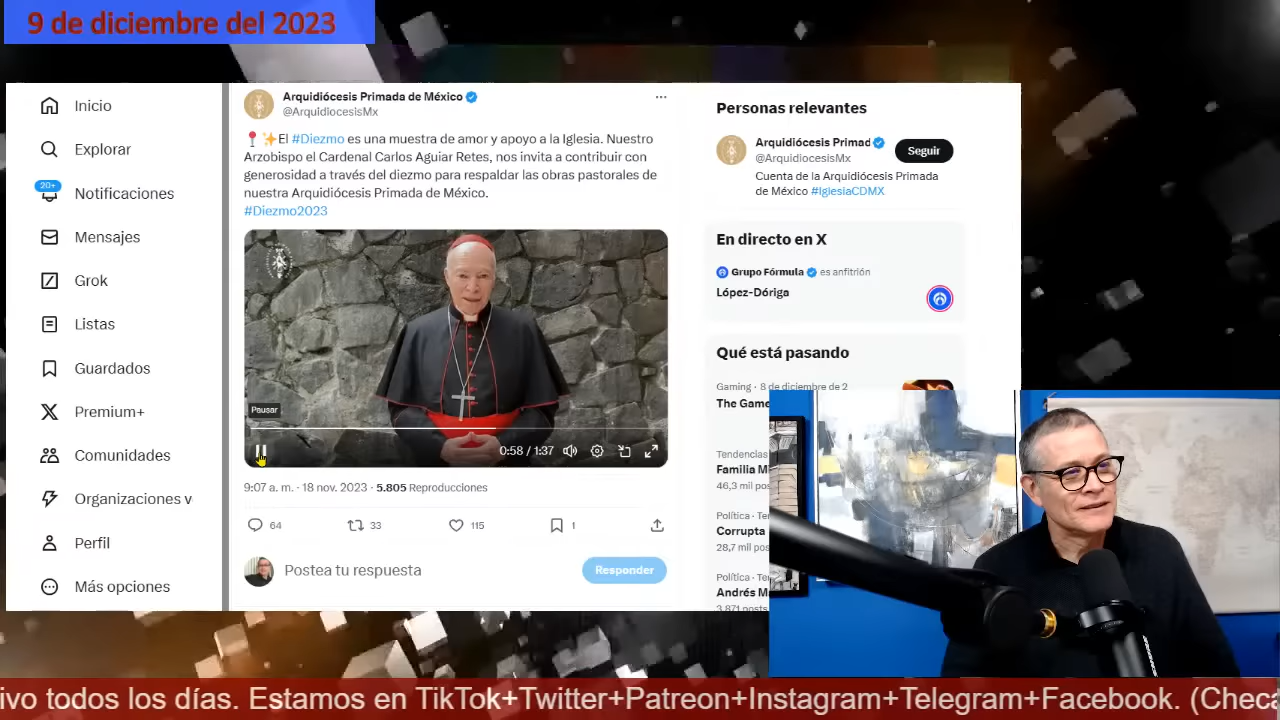 9 de diciembre del 2023
Inicio
Explorar
20+
Notificaciones
Mensajes
Grok
Listas
Guardados
Premium+
Comunidades
Organizaciones v
Perfil
Más opciones
Arquidiócesis Primada de México
@ArquidiocesisMx
El #Diezmo es una muestra de amor y apoyo a la Iglesia. Nuestro
Arzobispo el Cardenal Carlos Aguiar Retes, nos invita a contribuir con
generosidad a través del diezmo para respaldar las obras pastorales de
nuestra Arquidiócesis Primada de México.
#Diezmo2023
Pausar
0:58 / 1:37
9:07 a. m. · 18 nov. 2023 · 5.805 Reproducciones
64 33 115 1
Postea tu respuesta
Responder
Personas relevantes
Arquidiócesis Primad
@ArquidiocesisMx
Seguir
Cuenta de la Arquidiócesis Primada
de México #IglesiaCDMX
En directo en X
Grupo Fórmula es anfitrión
López-Dóriga
Qué está pasando
Gaming · 8 de diciembre de 2
The Game
Tendencias
Familia M
46,3 mil pos
Política · Te
Corrupta
28,7 mil pos
Política · Te
Andrés M
3.871 posts
ivo todos los días. Estamos en TikTok+Twitter+Patreon+Instagram+Telegram+Facebook. (Checa